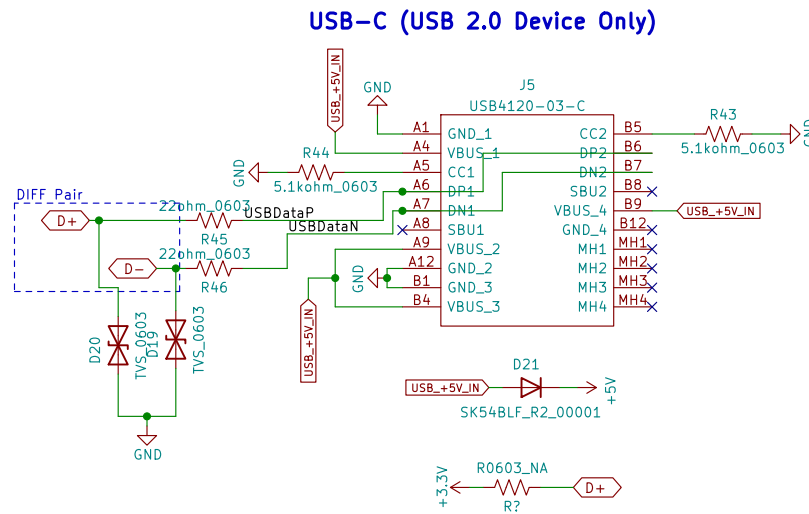 USB-C (USB 2.0 Device Only)
USB_+5V_IN
GND
J5
USB4120-03-C
A1 GND_1
A4 VBUS_1
A5 CC1
A6 DP1
A7 DN1
A8 SBU1
A9 VBUS_2
A12 GND_2
B1 GND_3
B4 VBUS_3
CC2 B5
DP2 B6
DN2 B7
SBU2 B8
VBUS_4 B9
GND_4 B12
MH1 MH1
MH2 MH2
MH3 MH3
MH4 MH4
R43
5.1kohm_0603
GND
USB_+5V_IN
R44
GND
5.1kohm_0603
DIFF Pair
D+
22ohm_0603
R45
USBDataP
USBDataN
D-
22ohm_0603
R46
GND
USB_+5V_IN
D20
TVS_0603
D19
TVS_0603
GND
D21
USB_+5V_IN
+5V
SK54BLF_R2_00001
+3.3V
R0603_NA
R?
D+